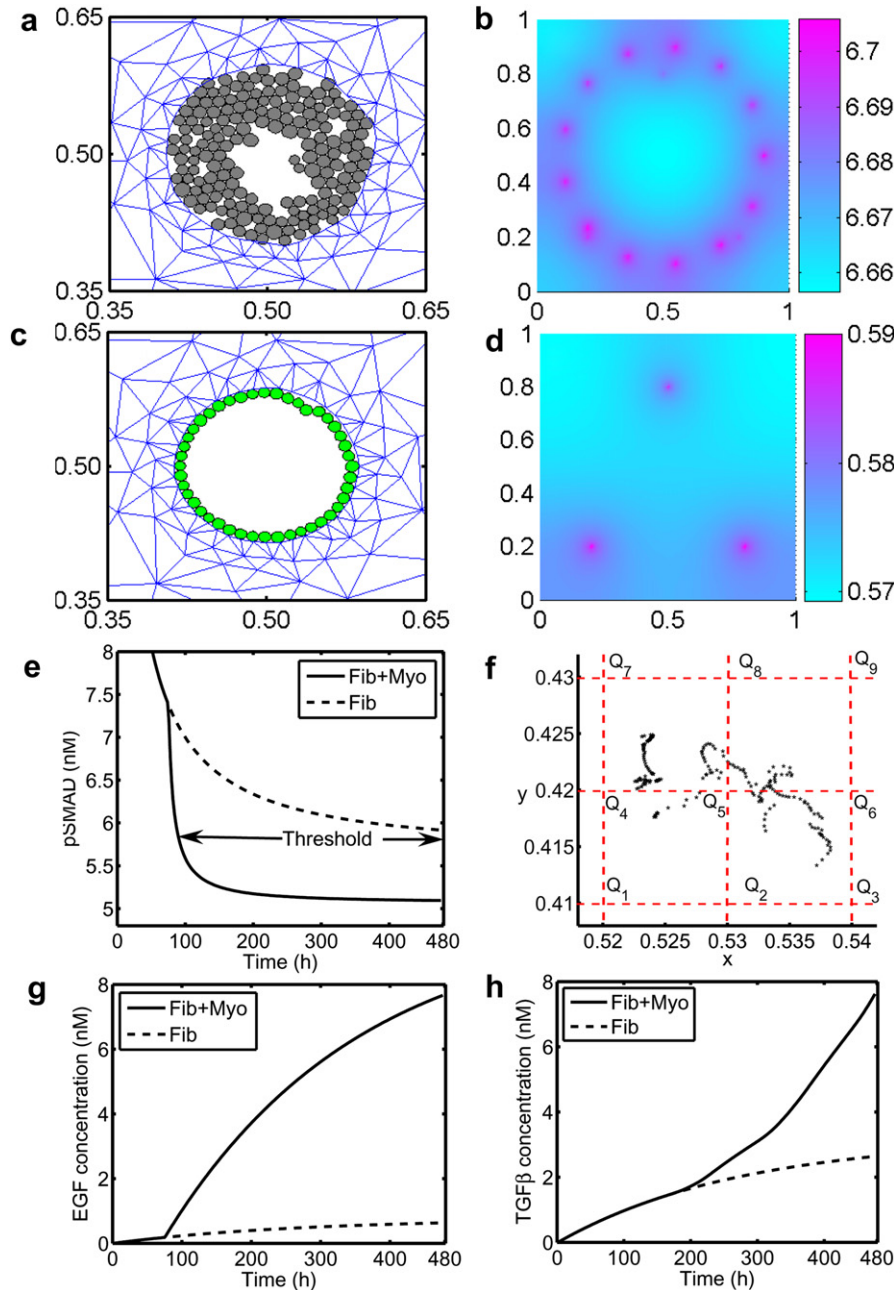 a
0.65
0.50
0.35
0.35 0.50 0.65
b
1
0.8
0.6
0.4
0.2
0
0 0.5 1
6.7
6.69
6.68
6.67
6.66
c
0.65
0.50
0.35
0.35 0.50 0.65
d
1
0.8
0.6
0.4
0.2
0
0 0.5 1
0.59
0.58
0.57
e
8
7.5
7
6.5
6
5.5
5
pSMAD (nM)
Fib+Myo
Fib
Threshold
0 100 200 300 400 480
Time (h)
f
0.43
0.425
0.42
0.415
0.41
y
Q7 Q8 Q9
Q4 Q5 Q6
Q1 Q2 Q3
0.52 0.525 0.53 0.535 0.54
x
g
8
6
4
2
0
EGF concentration (nM)
Fib+Myo
Fib
0 100 200 300 400 480
Time (h)
h
8
6
4
2
0
TGFβ concentration (nM)
Fib+Myo
Fib
0 100 200 300 400 480
Time (h)